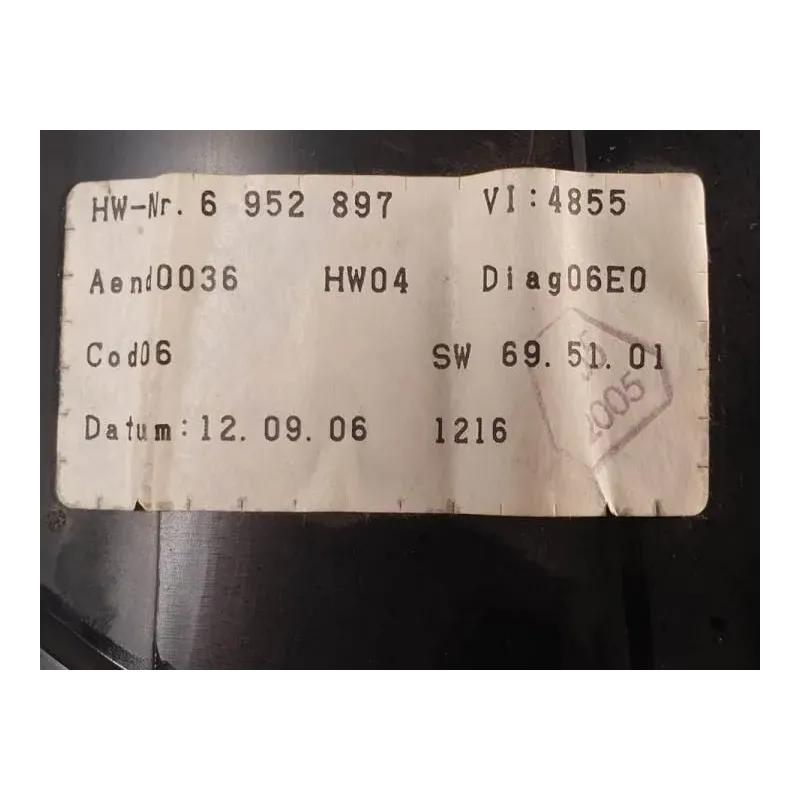 HW-Nr. 6 952 897 VI:4855
Aend0036 HW04 Diag06E0
Cod06 SW 69.51.01
Datum:12.09.06 1216
2005